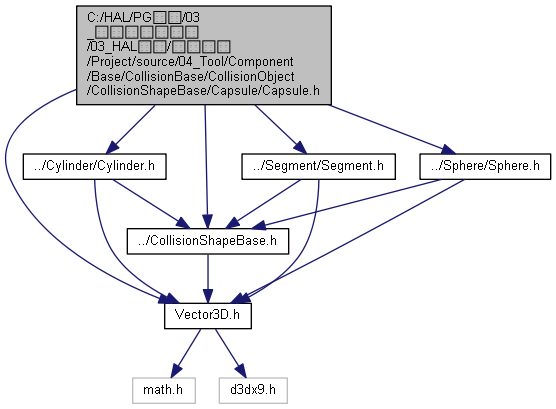 C:/HAL/PG□□/03
_□□□□□□□□
/03_HAL□□/□□□□
/Project/source/04_Tool/Component
/Base/CollisionBase/CollisionObject
/CollisionShapeBase/Capsule/Capsule.h
../Cylinder/Cylinder.h
../Segment/Segment.h
../Sphere/Sphere.h
../CollisionShapeBase.h
Vector3D.h
math.h
d3dx9.h